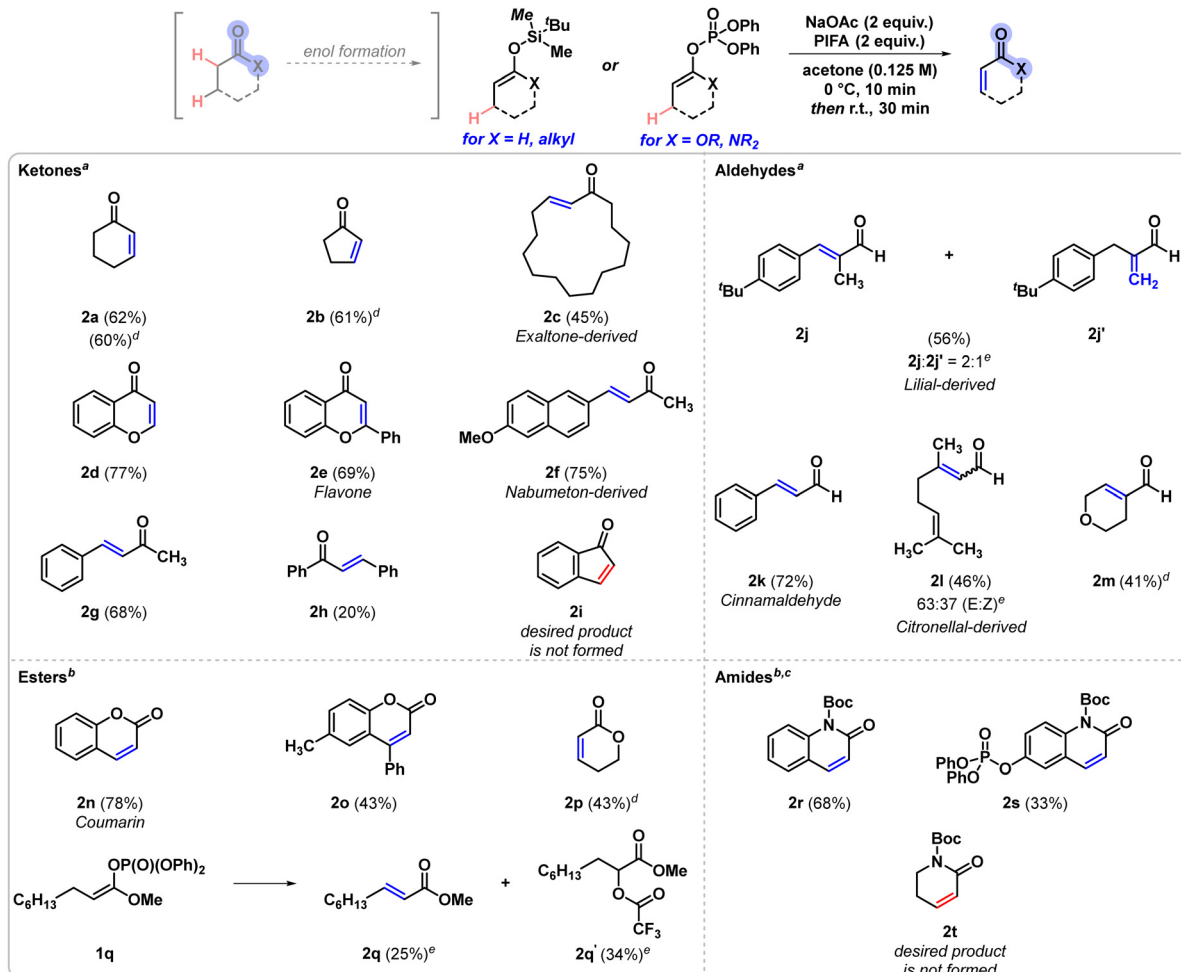 O
H
X
H
enol formation
Me
tBu
Si
O
Me
X
H
for X = H, alkyl
or
O
OPh
P
O
OPh
X
H
for X = OR, NR2
NaOAc (2 equiv.)
PIFA (2 equiv.)
acetone (0.125 M)
0 °C, 10 min
then r.t., 30 min
O
X
Ketonesa
O
2a (62%)
(60%)d
O
2b (61%)d
O
2c (45%)
Exaltone-derived
O
O
2d (77%)
O
O
Ph
2e (69%)
Flavone
O
CH3
MeO
2f (75%)
Nabumeton-derived
O
CH3
2g (68%)
O
Ph
Ph
2h (20%)
O
2i
desired product
is not formed
Aldehydesa
O
H
CH3
tBu
2j
+
O
H
CH2
tBu
2j'
(56%)
2j:2j' = 2:1e
Lilial-derived
O
H
2k (72%)
Cinnamaldehyde
CH3
O
H
H3C
CH3
2l (46%)
63:37 (E:Z)e
Citronellal-derived
O
H
O
2m (41%)d
Estersb
O
O
2n (78%)
Coumarin
O
O
H3C
Ph
2o (43%)
O
O
2p (43%)d
OP(O)(OPh)2
C6H13
OMe
1q
O
C6H13
OMe
2q (25%)e
+
O
C6H13
OMe
O
O
CF3
2q' (34%)e
Amidesb,c
Boc
N
O
2r (68%)
Boc
N
O
O
PhO
P
O
PhO
2s (33%)
Boc
N
O
2t
desired product
is not formed